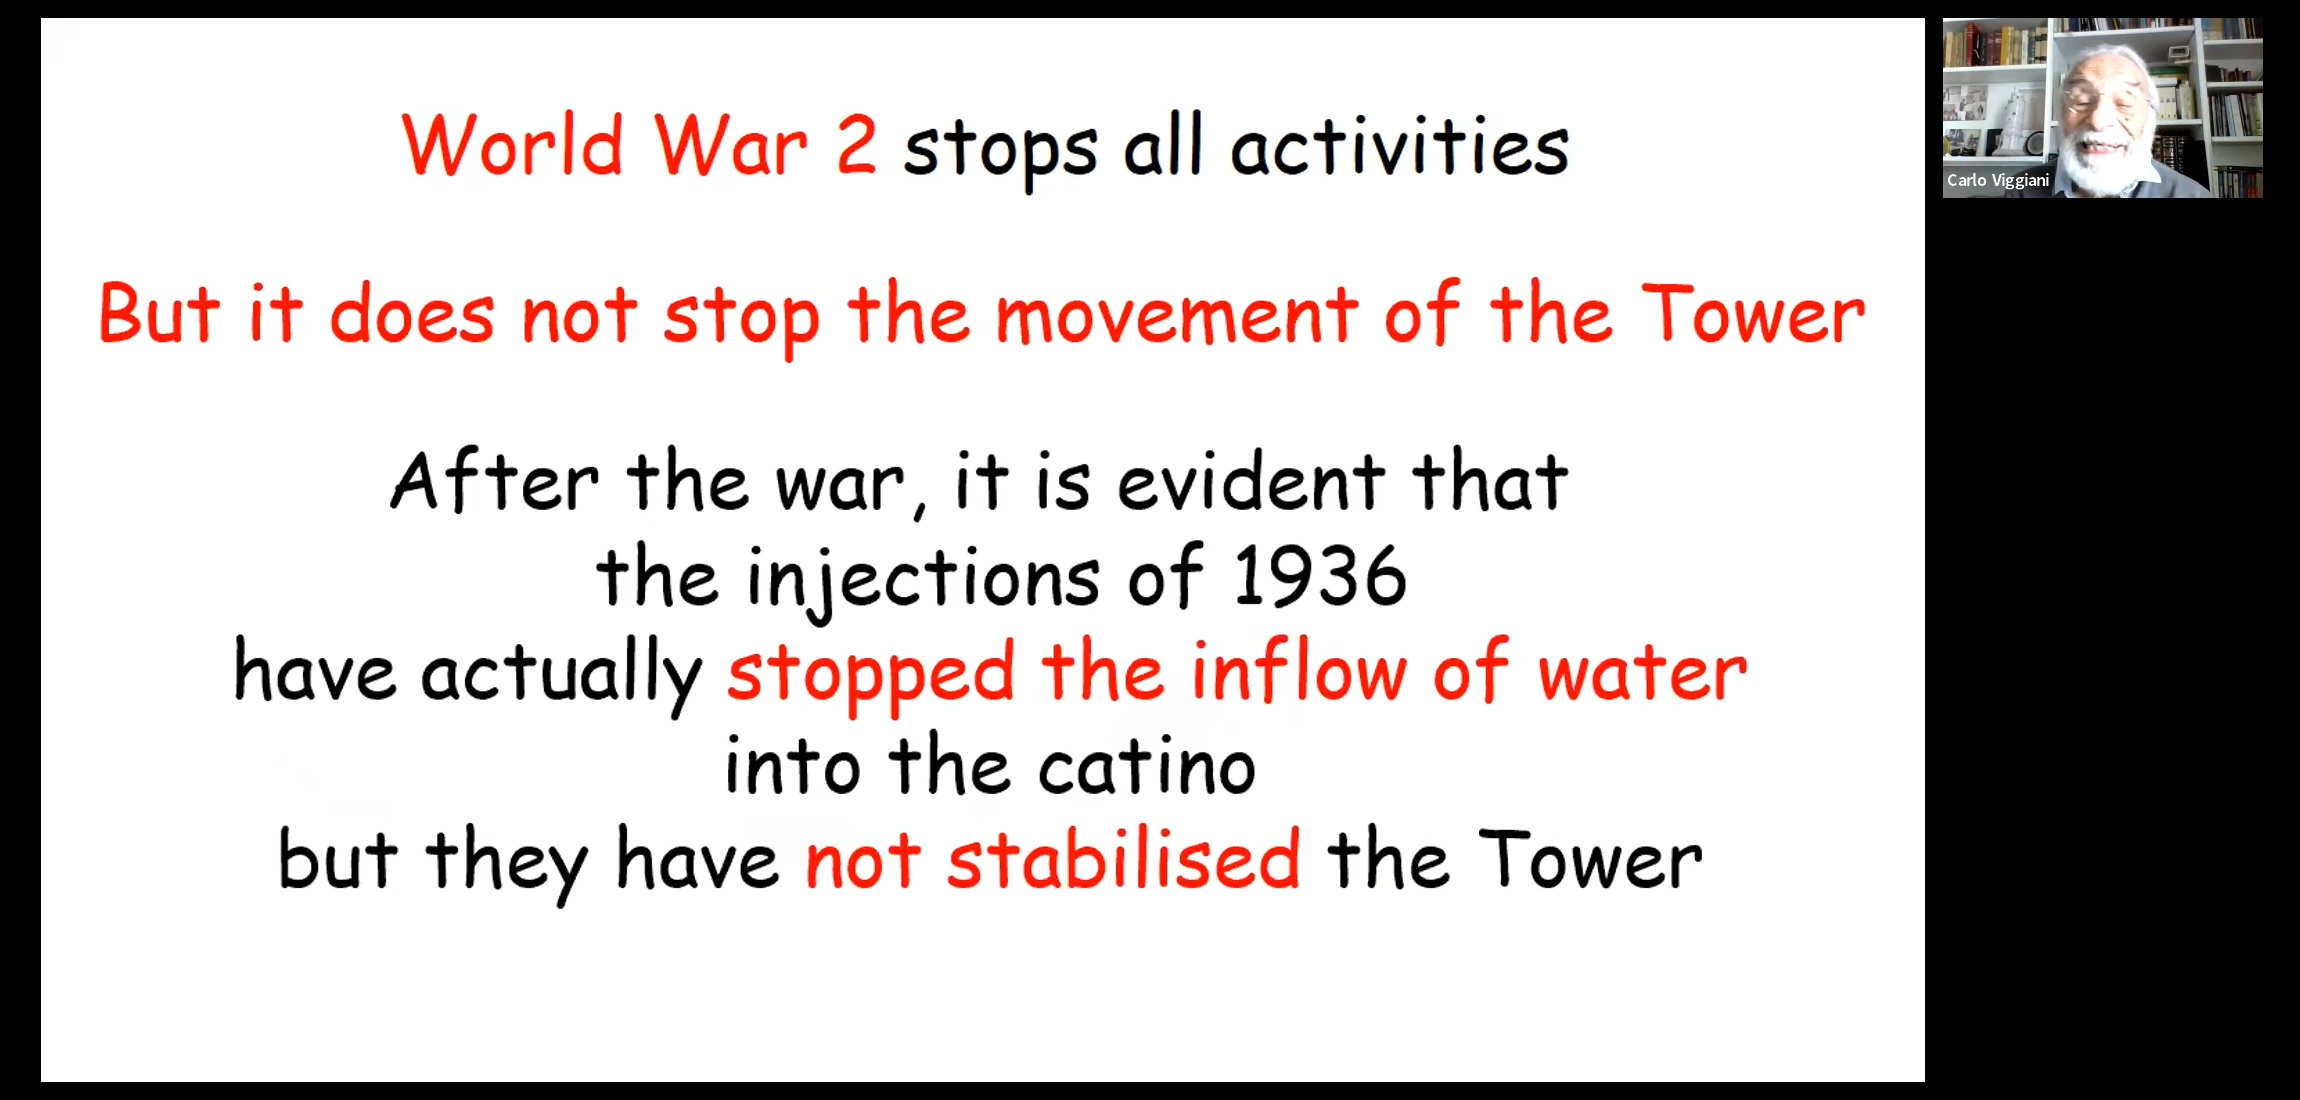 World War 2 stops all activities
But it does not stop the movement of the Tower
After the war, it is evident that
the injections of 1936
have actually stopped the inflow of water
into the catino
but they have not stabilised the Tower
Carlo Viggiani